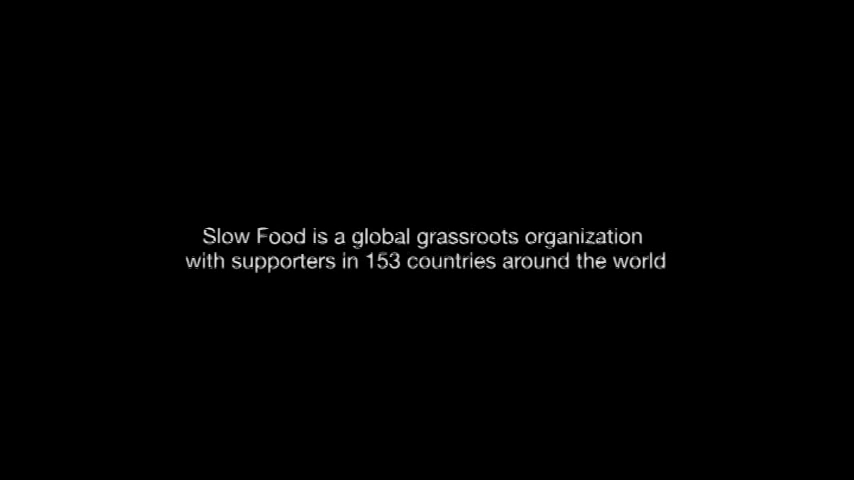 Slow Food is a global grassroots organization
with supporters in 153 countries around the world